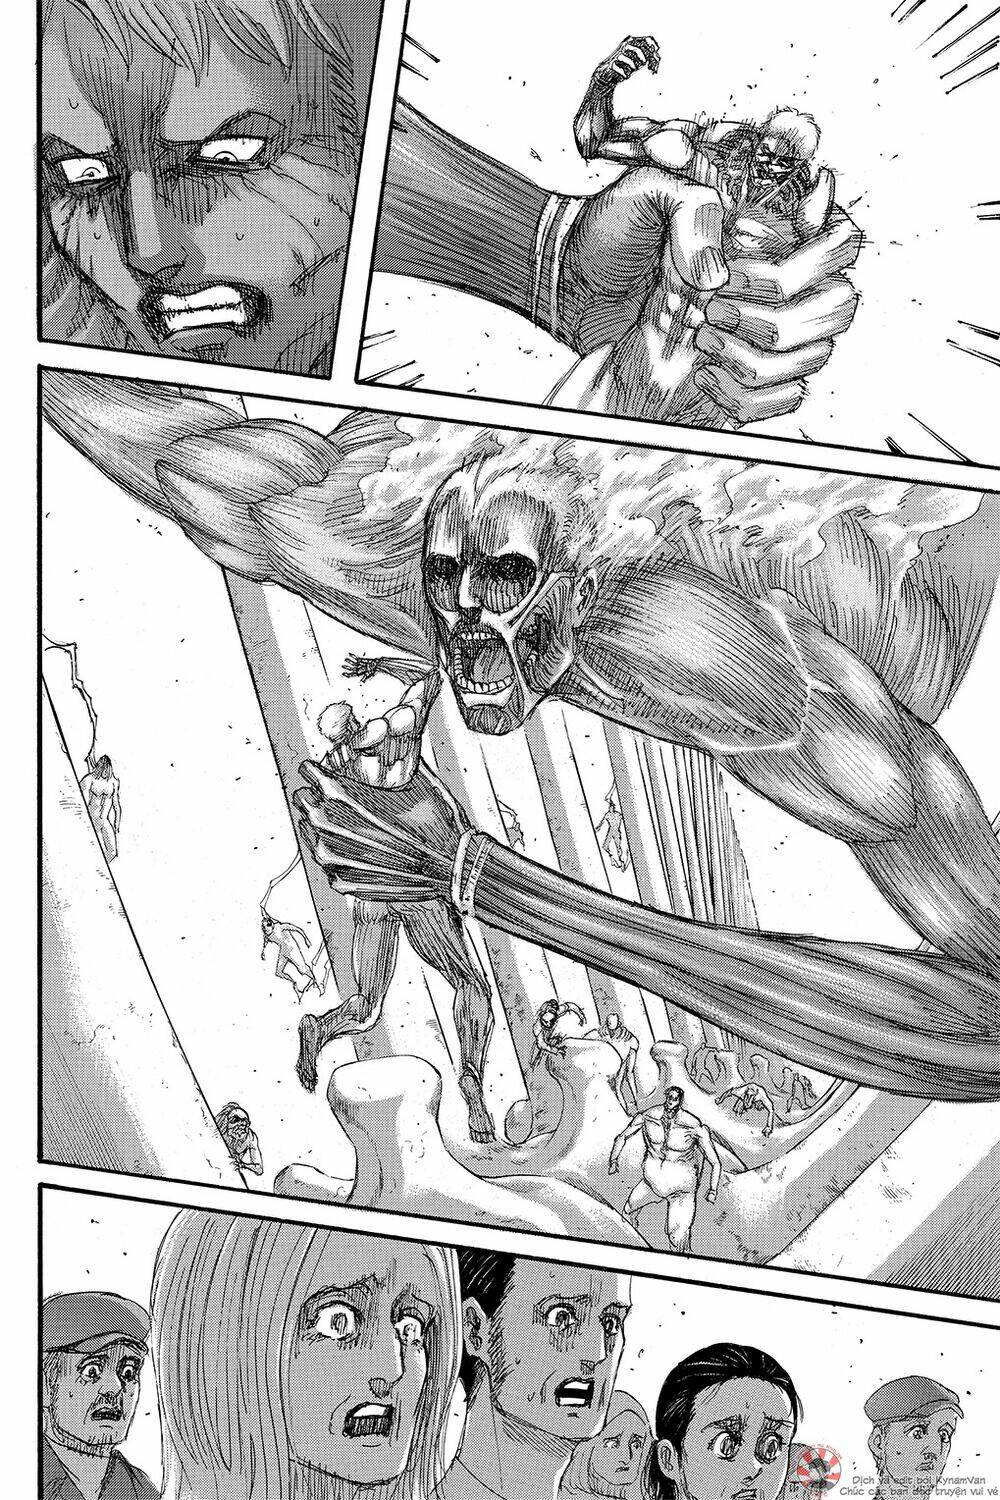 Dịch và edit bởi KynamVan
Chúc các bạn đọc truyện vui vẻ